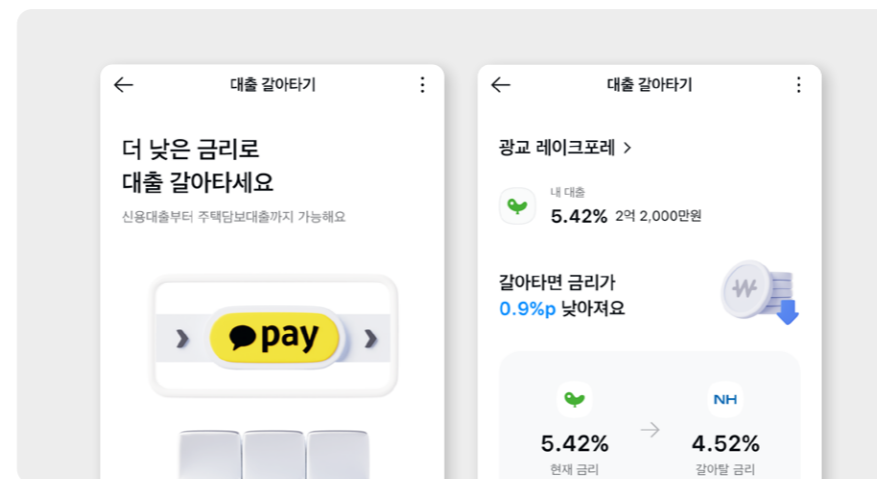 대출 갈아타기
더 낮은 금리로
대출 갈아타세요
신용대출부터 주택담보대출까지 가능해요
pay
대출 갈아타기
광교 레이크포레
내 대출
5.42% 2억 2,000만원
갈아타면 금리가
0.9%p 낮아져요
₩
NH
5.42%
4.52%
현재 금리
갈아탈 금리